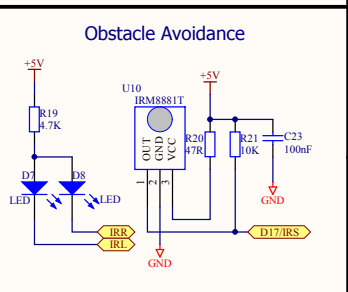 Obstacle Avoidance
+5V
R19
4.7K
D7
D8
LED
LED
IRR
IRL
U10
IRM8881T
OUT
GND
VCC
1
2
3
GND
+5V
R20
47R
R21
10K
C23
100nF
GND
D17/IRS